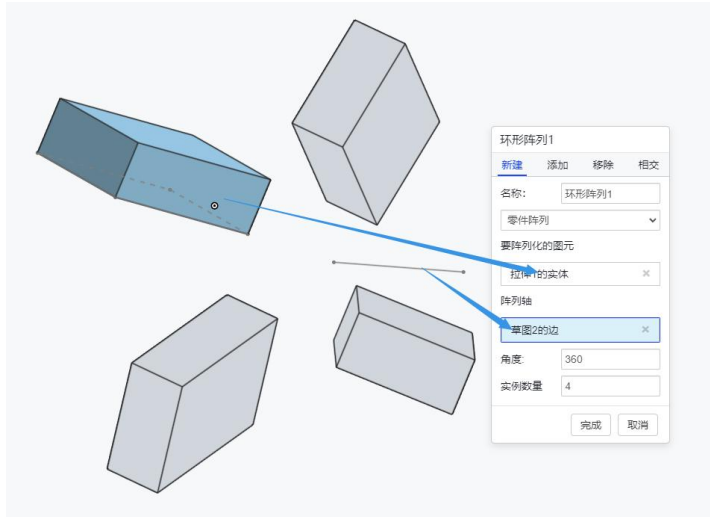 环形阵列1
新建 添加 移除 相交
名称: 环形阵列1
零件阵列
要阵列化的图元
拉伸1的实体
阵列轴
草图2的边
角度: 360
实例数量 4
完成 取消